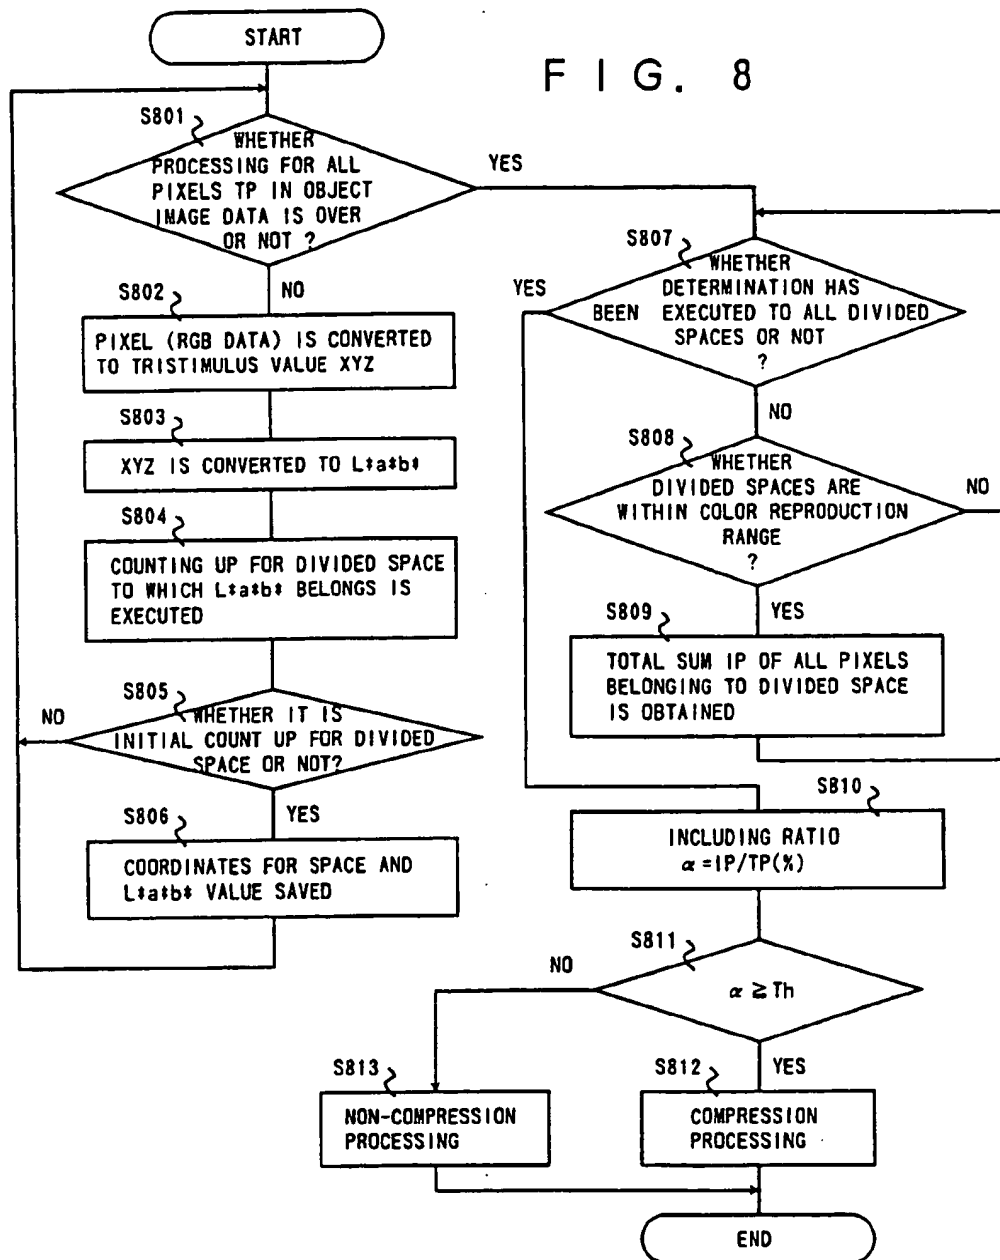 START
F I G. 8
S801
WHETHER
PROCESSING FOR ALL
PIXELS TP IN OBJECT
IMAGE DATA IS OVER
OR NOT ?
YES
NO
S802
PIXEL (RGB DATA) IS CONVERTED
TO TRISTIMULUS VALUE XYZ
S803
XYZ IS CONVERTED TO L*a*b*
S804
COUNTING UP FOR DIVIDED SPACE
TO WHICH L*a*b* BELONGS IS
EXECUTED
S805
WHETHER IT IS
INITIAL COUNT UP FOR DIVIDED
SPACE OR NOT?
NO
YES
S806
COORDINATES FOR SPACE AND
L*a*b* VALUE SAVED
S807
WHETHER
DETERMINATION HAS
BEEN EXECUTED TO ALL DIVIDED
SPACES OR NOT
?
YES
NO
S808
WHETHER
DIVIDED SPACES ARE
WITHIN COLOR REPRODUCTION
RANGE
?
NO
YES
S809
TOTAL SUM IP OF ALL PIXELS
BELONGING TO DIVIDED SPACE
IS OBTAINED
S810
INCLUDING RATIO
α=IP/TP(%)
S811
α ≧ Th
NO
YES
S813
NON-COMPRESSION
PROCESSING
S812
COMPRESSION
PROCESSING
END